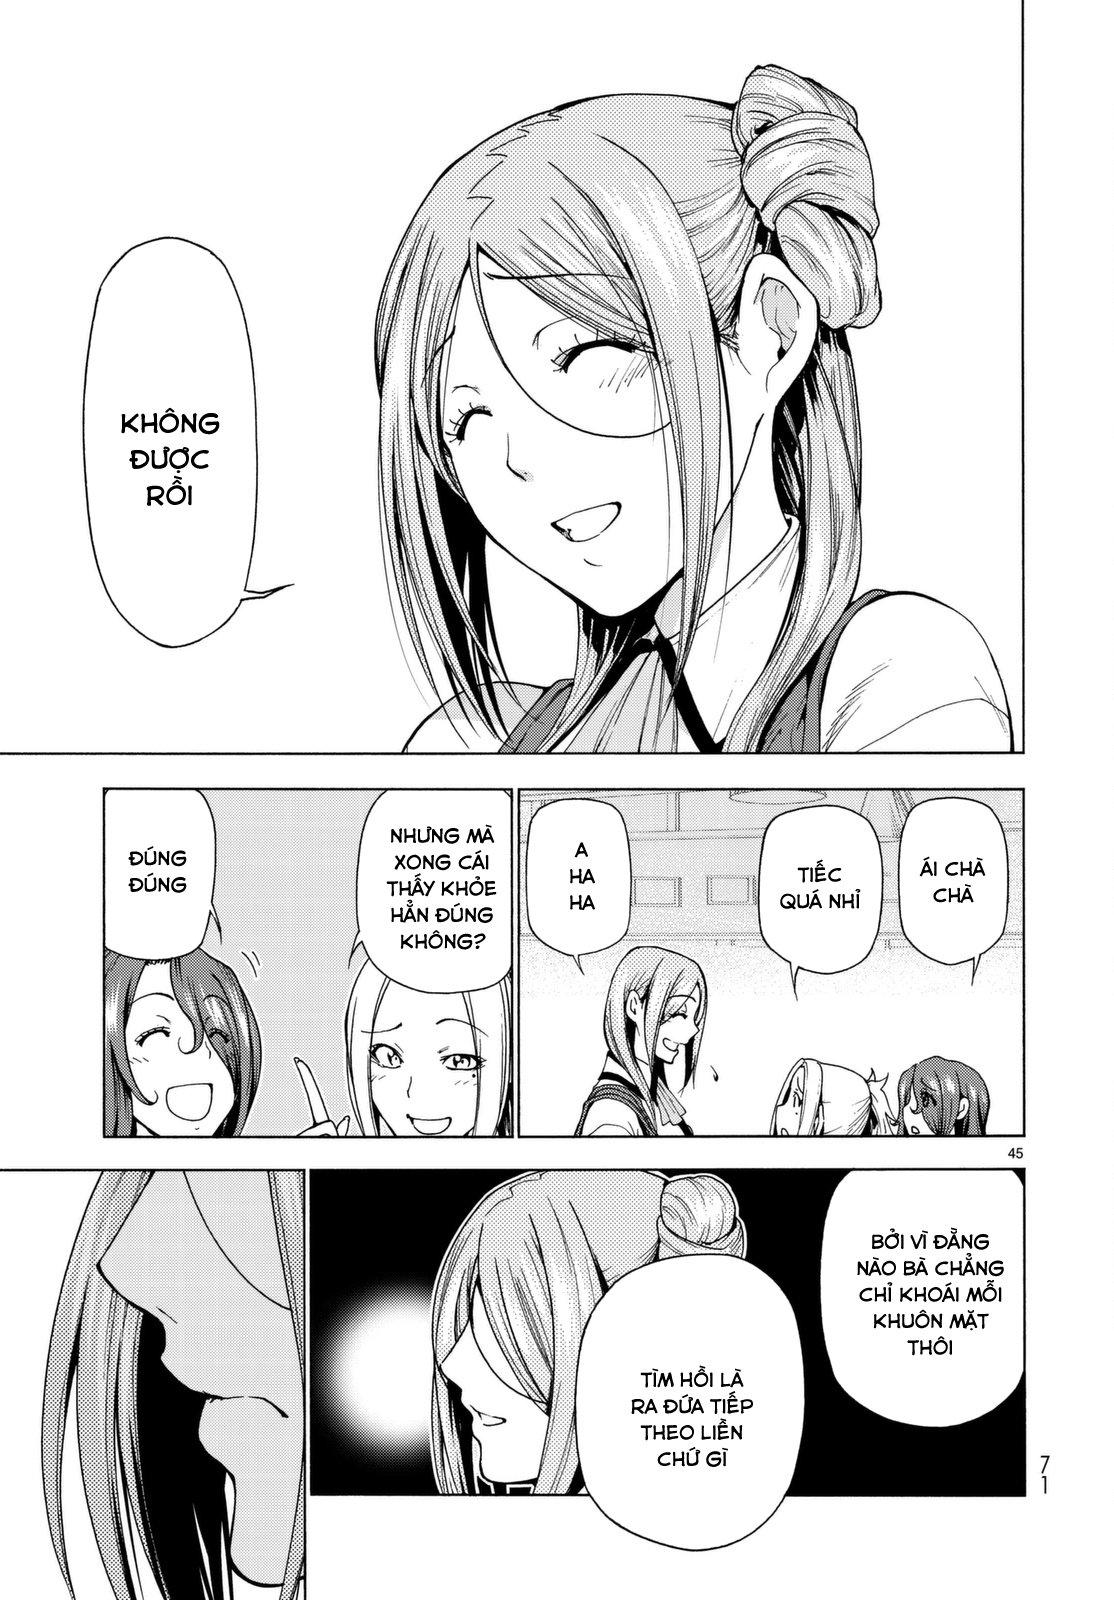 KHÔNG
ĐƯỢC
RỒI
ÁI CHÀ
CHÀ
TIẾC
QUÁ NHỈ
A
HA
HA
NHƯNG MÀ
XONG CÁI
THẤY KHỎE
HẲN ĐÚNG
KHÔNG?
ĐÚNG
ĐÚNG
45
BỞI VÌ ĐẰNG
NÀO BÀ CHẲNG
CHỈ KHOÁI MỖI
KHUÔN MẶT
THÔI
TÌM HỒI LÀ
RA ĐỨA TIẾP
THEO LIỀN
CHỨ GÌ
71